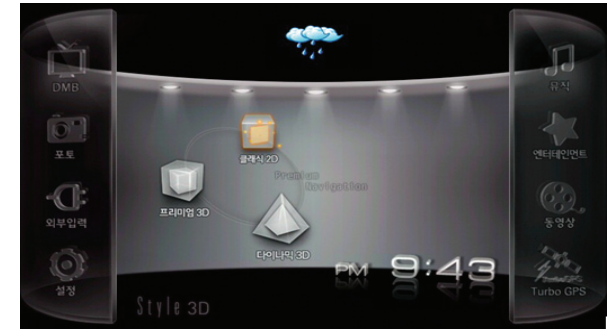 DMB
포토
외부입력
설정
클래식 2D
Premium
Navigation
프리미엄 3D
다이나믹 3D
PM 9:43
Style 3D
뮤직
엔터테인먼트
동영상
Turbo GPS